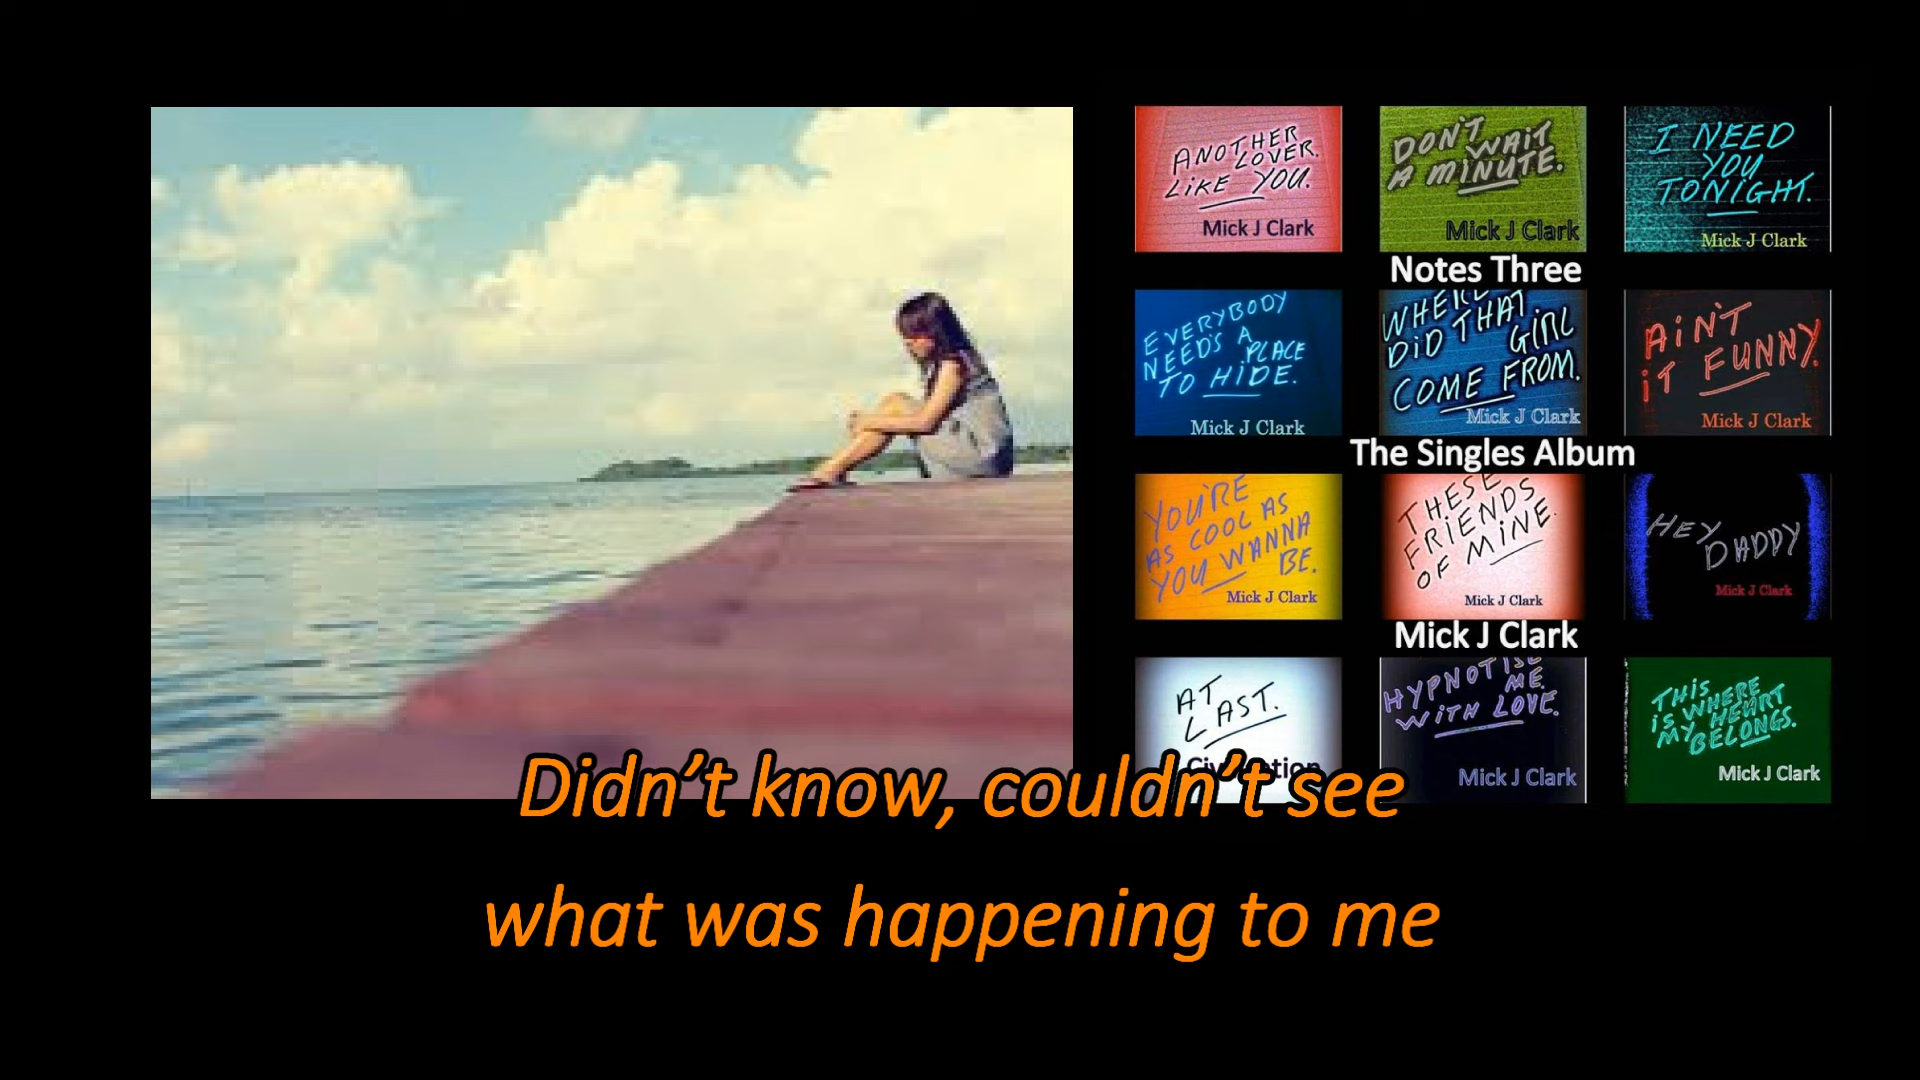 ANOTHER
LOVER.
LIKE YOU.
Mick J Clark
DON'T
WAIT
A MINUTE.
Mick J Clark
I NEED
YOU
TONIGHT.
Mick J Clark
Notes Three
EVERYBODY
NEEDS A
PLACE
TO HIDE.
Mick J Clark
WHERE
DID THAT
GIRL
COME FROM.
Mick J Clark
AiN'T
iT FUNNY.
Mick J Clark
The Singles Album
YOU'RE
AS COOL AS
YOU WANNA
BE.
Mick J Clark
THESE
FRIENDS
OF MINE.
Mick J Clark
HEY
DADDY
Mick J Clark
Mick J Clark
AT
LAST.
HYPNOTISE
ME
WITH LOVE.
Mick J Clark
THIS
IS WHERE
MY HEART
BELONGS.
Mick J Clark
Didn't know, couldn't see
what was happening to me